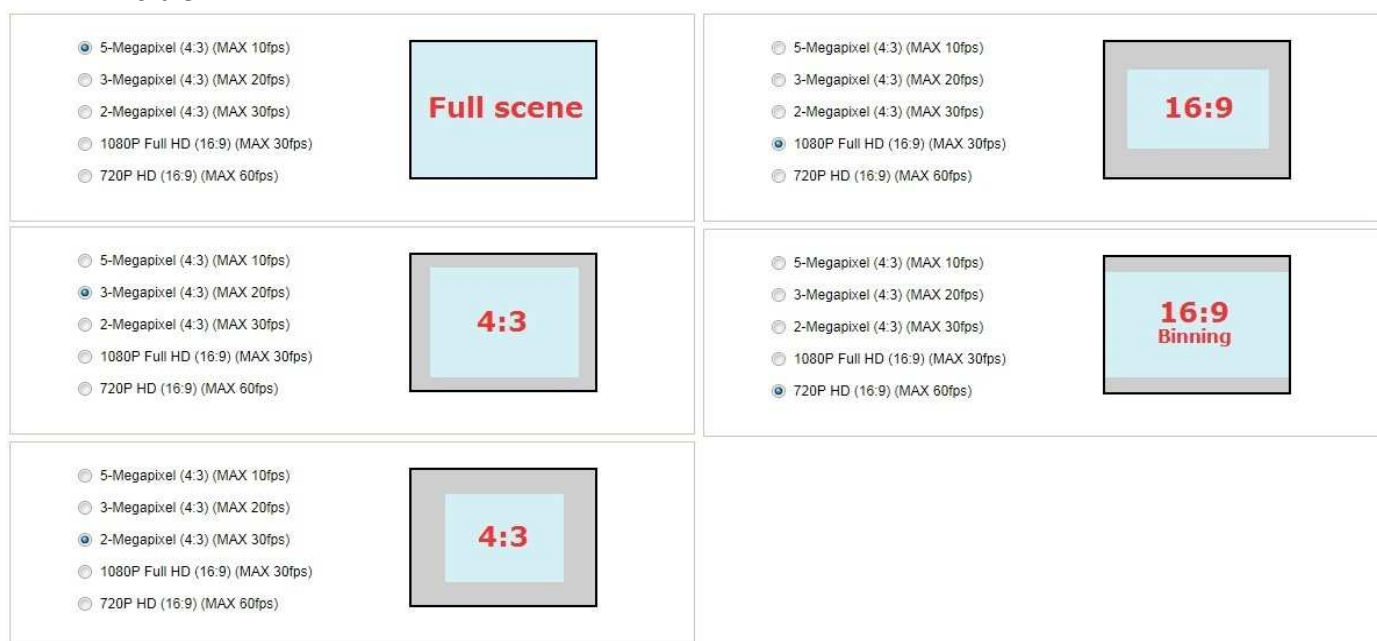 5-Megapixel (4:3) (MAX 10fps)
3-Megapixel (4:3) (MAX 20fps)
2-Megapixel (4:3) (MAX 30fps)
1080P Full HD (16:9) (MAX 30fps)
720P HD (16:9) (MAX 60fps)
Full scene
5-Megapixel (4:3) (MAX 10fps)
3-Megapixel (4:3) (MAX 20fps)
2-Megapixel (4:3) (MAX 30fps)
1080P Full HD (16:9) (MAX 30fps)
720P HD (16:9) (MAX 60fps)
16:9
5-Megapixel (4:3) (MAX 10fps)
3-Megapixel (4:3) (MAX 20fps)
2-Megapixel (4:3) (MAX 30fps)
1080P Full HD (16:9) (MAX 30fps)
720P HD (16:9) (MAX 60fps)
4:3
5-Megapixel (4:3) (MAX 10fps)
3-Megapixel (4:3) (MAX 20fps)
2-Megapixel (4:3) (MAX 30fps)
1080P Full HD (16:9) (MAX 30fps)
720P HD (16:9) (MAX 60fps)
16:9
Binning
5-Megapixel (4:3) (MAX 10fps)
3-Megapixel (4:3) (MAX 20fps)
2-Megapixel (4:3) (MAX 30fps)
1080P Full HD (16:9) (MAX 30fps)
720P HD (16:9) (MAX 60fps)
4:3